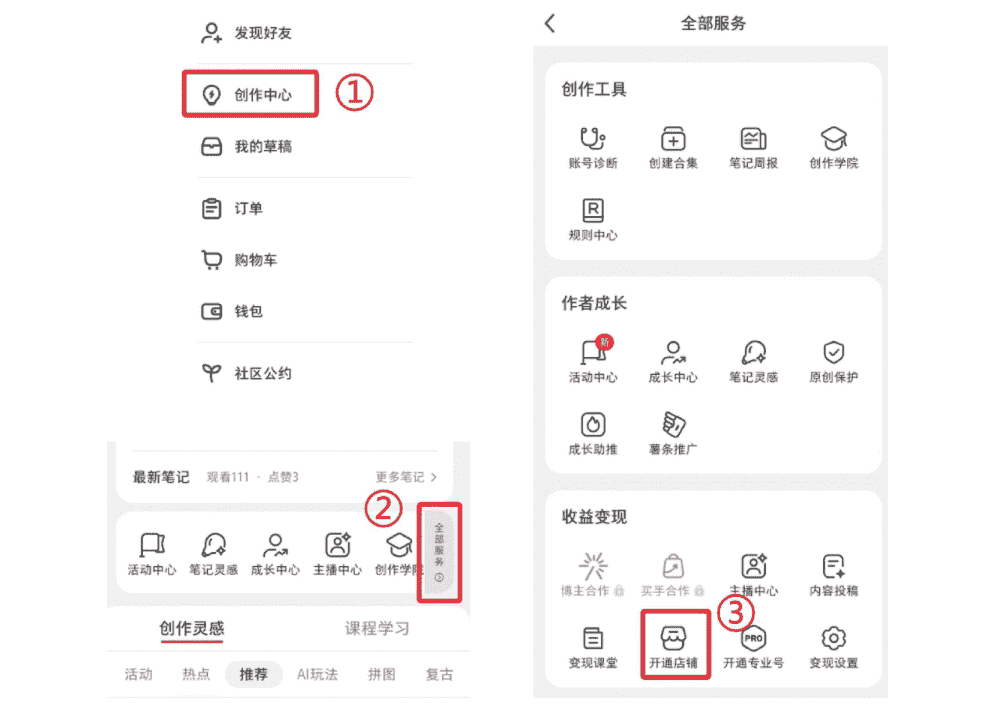 发现好友
创作中心
①
我的草稿
订单
购物车
钱包
社区公约
最新笔记 观看111 · 点赞3 更多笔记
②
活动中心 笔记灵感 成长中心 主播中心 创作学院
全部服务
创作灵感 课程学习
活动 热点 推荐 AI玩法 拼图 复古
全部服务
创作工具
账号诊断 创建合集 笔记周报 创作学院
R
规则中心
作者成长
新
活动中心 成长中心 笔记灵感 原创保护
成长助推 薯条推广
收益变现
博主合作 买手合作 主播中心 内容投稿
③
PRO
变现课堂 开通店铺 开通专业号 变现设置